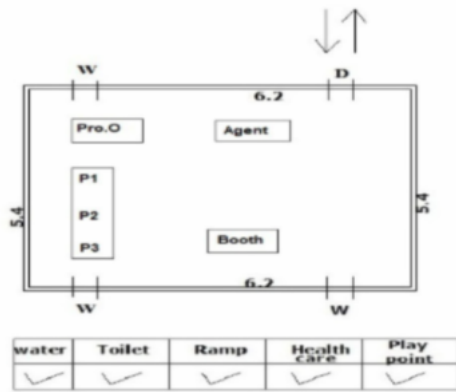 W
D
6.2
Pro.O
Agent
P1
5.4
5.4
P2
P3
Booth
6.2
W
W
water Toilet Ramp Health care Play point